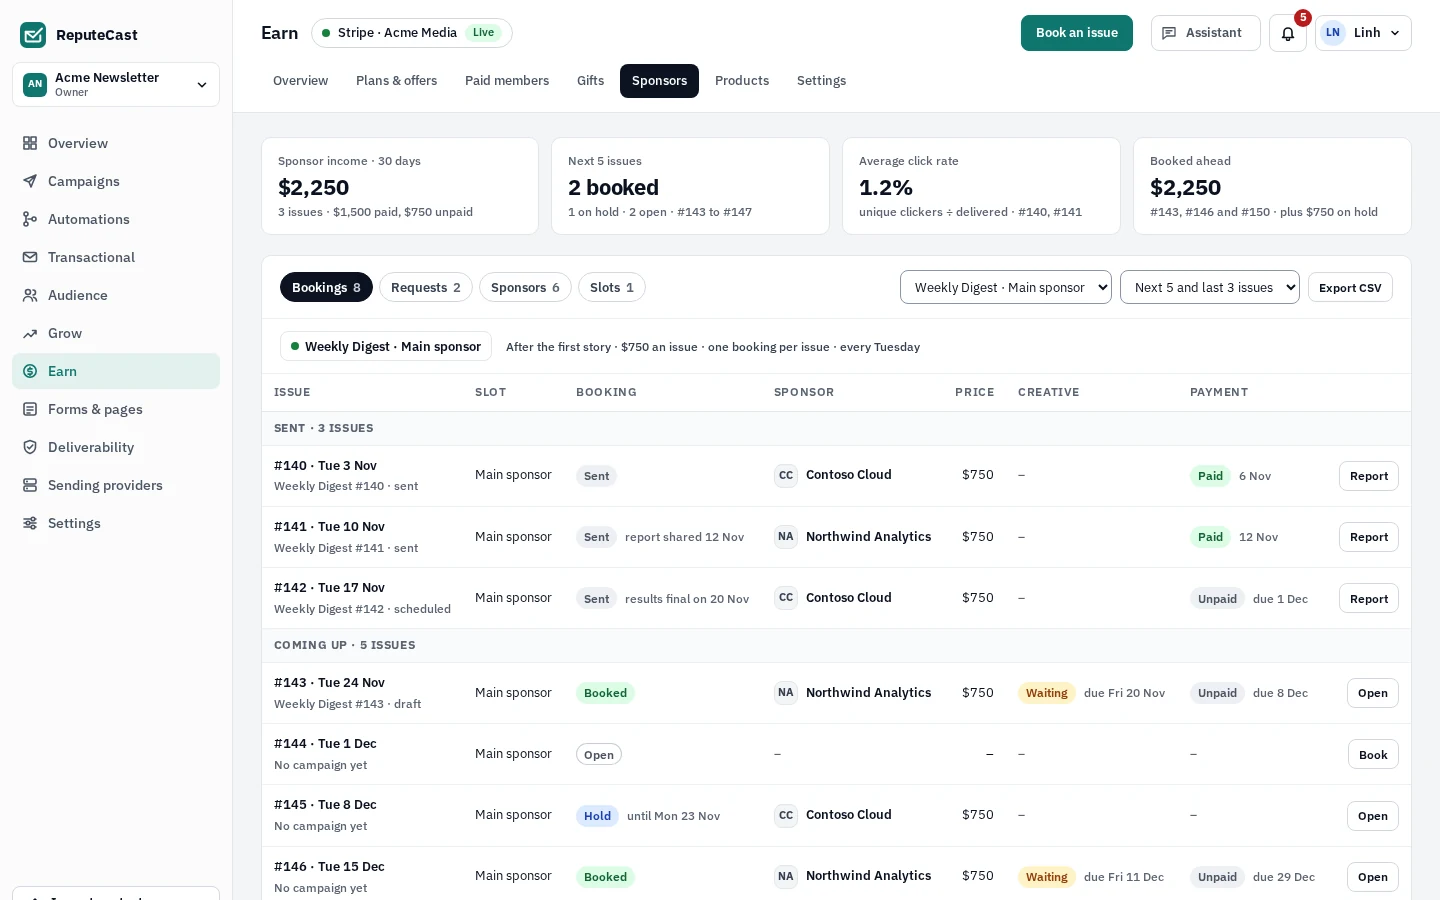 ReputeCast
AN
Acme Newsletter
Owner
Overview
Campaigns
Automations
Transactional
Audience
Grow
Earn
Forms & pages
Deliverability
Sending providers
Settings
Earn
Stripe · Acme Media Live
Book an issue
Assistant
5
LN Linh
Overview Plans & offers Paid members Gifts Sponsors Products Settings
Sponsor income · 30 days
$2,250
3 issues · $1,500 paid, $750 unpaid
Next 5 issues
2 booked
1 on hold · 2 open · #143 to #147
Average click rate
1.2%
unique clickers ÷ delivered · #140, #141
Booked ahead
$2,250
#143, #146 and #150 · plus $750 on hold
Bookings 8 Requests 2 Sponsors 6 Slots 1
Weekly Digest · Main sponsor
Next 5 and last 3 issues
Export CSV
Weekly Digest · Main sponsor After the first story · $750 an issue · one booking per issue · every Tuesday
ISSUE SLOT BOOKING SPONSOR PRICE CREATIVE PAYMENT
SENT · 3 ISSUES
#140 · Tue 3 Nov
Weekly Digest #140 · sent
Main sponsor Sent CC Contoso Cloud $750 – Paid 6 Nov Report
#141 · Tue 10 Nov
Weekly Digest #141 · sent
Main sponsor Sent report shared 12 Nov NA Northwind Analytics $750 – Paid 12 Nov Report
#142 · Tue 17 Nov
Weekly Digest #142 · scheduled
Main sponsor Sent results final on 20 Nov CC Contoso Cloud $750 – Unpaid due 1 Dec Report
COMING UP · 5 ISSUES
#143 · Tue 24 Nov
Weekly Digest #143 · draft
Main sponsor Booked NA Northwind Analytics $750 Waiting due Fri 20 Nov Unpaid due 8 Dec Open
#144 · Tue 1 Dec
No campaign yet
Main sponsor Open – – – – Book
#145 · Tue 8 Dec
No campaign yet
Main sponsor Hold until Mon 23 Nov CC Contoso Cloud $750 – – Open
#146 · Tue 15 Dec
No campaign yet
Main sponsor Booked NA Northwind Analytics $750 Waiting due Fri 11 Dec Unpaid due 29 Dec Open